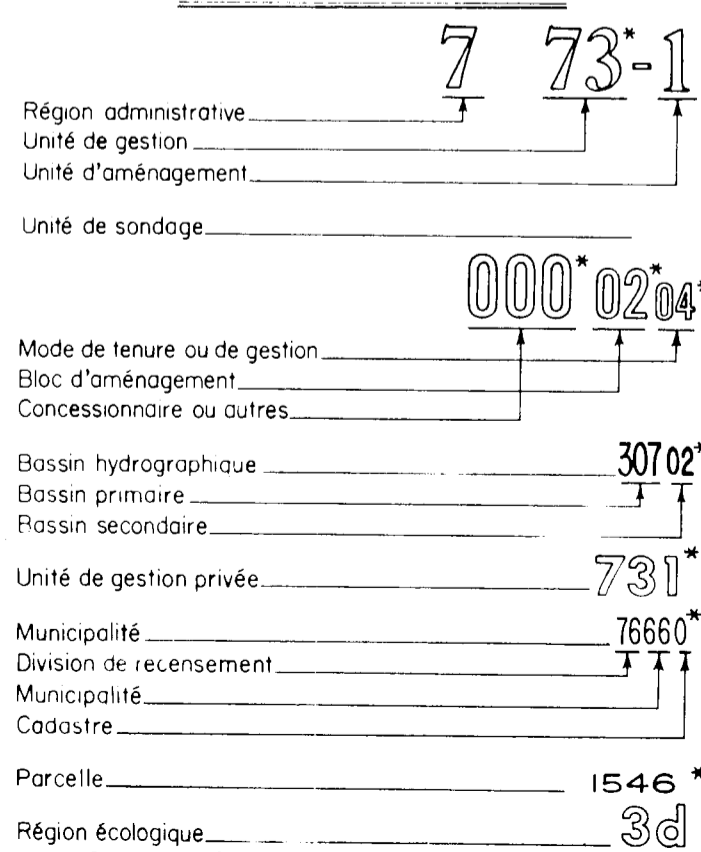 7 73*-1
Région administrative
Unité de gestion
Unité d'aménagement
Unité de sondage
000* 02* 04*
Mode de tenure ou de gestion
Bloc d'aménagement
Concessionnaire ou autres
Bassin hydrographique 30702*
Bassin primaire
Bassin secondaire
Unité de gestion privée 731*
Municipalité 76660*
Division de recensement
Municipalité
Cadastre
Parcelle 1546 *
Région écologique 3d